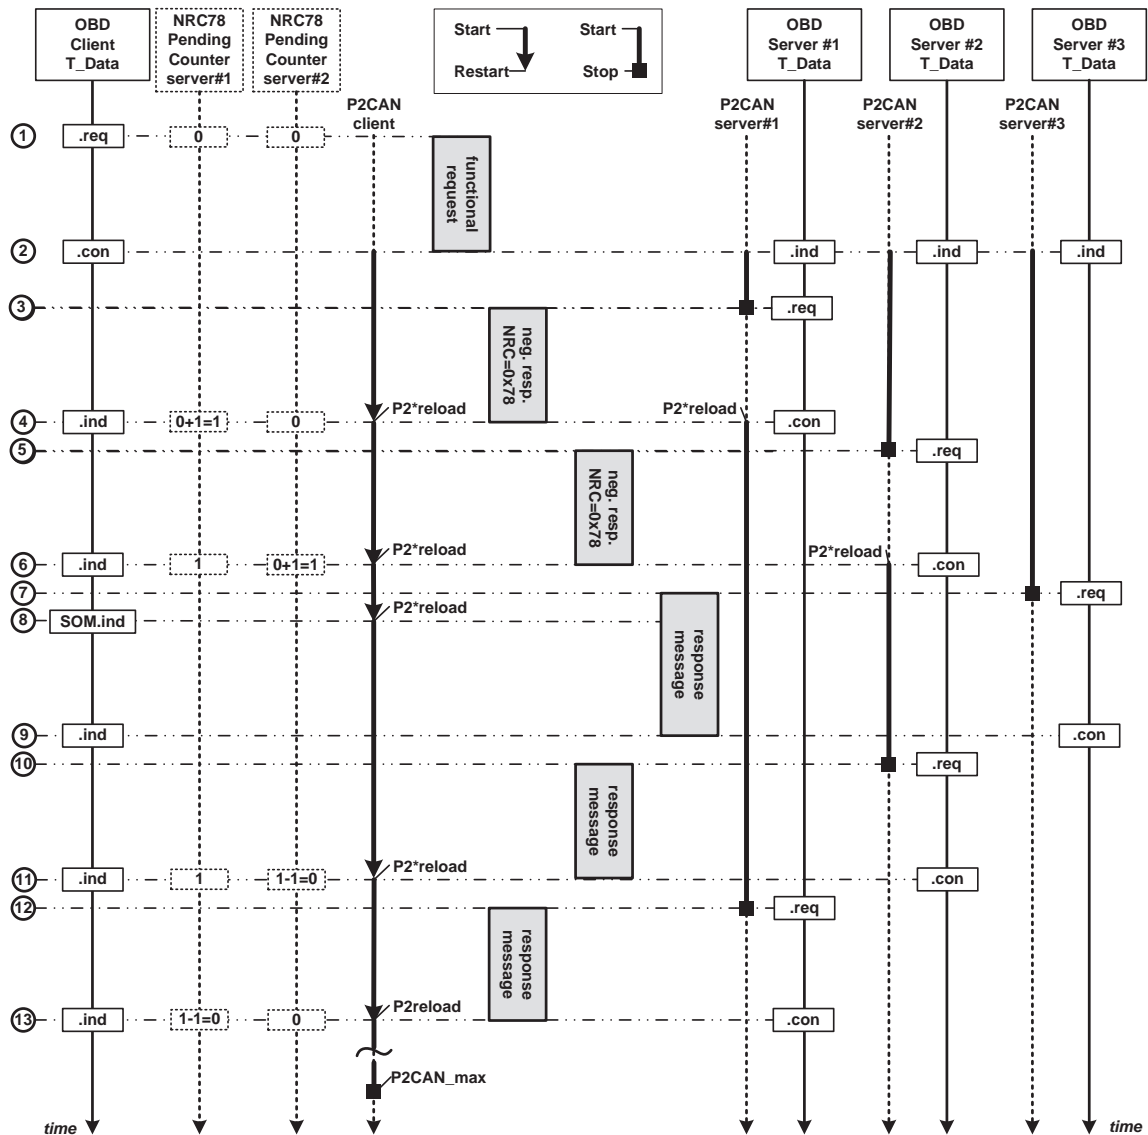 OBD
Client
T_Data
NRC78
Pending
Counter
server#1
NRC78
Pending
Counter
server#2
Start
Restart
Start
Stop
OBD
Server #1
T_Data
OBD
Server #2
T_Data
OBD
Server #3
T_Data
P2CAN
client
P2CAN
server#1
P2CAN
server#2
P2CAN
server#3
1
.req
0
0
functional
request
2
.con
.ind
.ind
.ind
3
.req
neg. resp.
NRC=0x78
4
.ind
0+1=1
0
P2*reload
P2*reload
.con
5
.req
neg. resp.
NRC=0x78
6
.ind
1
0+1=1
P2*reload
P2*reload
.con
7
.req
8
SOM.ind
P2*reload
response
message
9
.ind
.con
10
.req
response
message
11
.ind
1
1-1=0
P2*reload
.con
12
.req
response
message
13
.ind
1-1=0
0
P2reload
.con
P2CAN_max
time
time